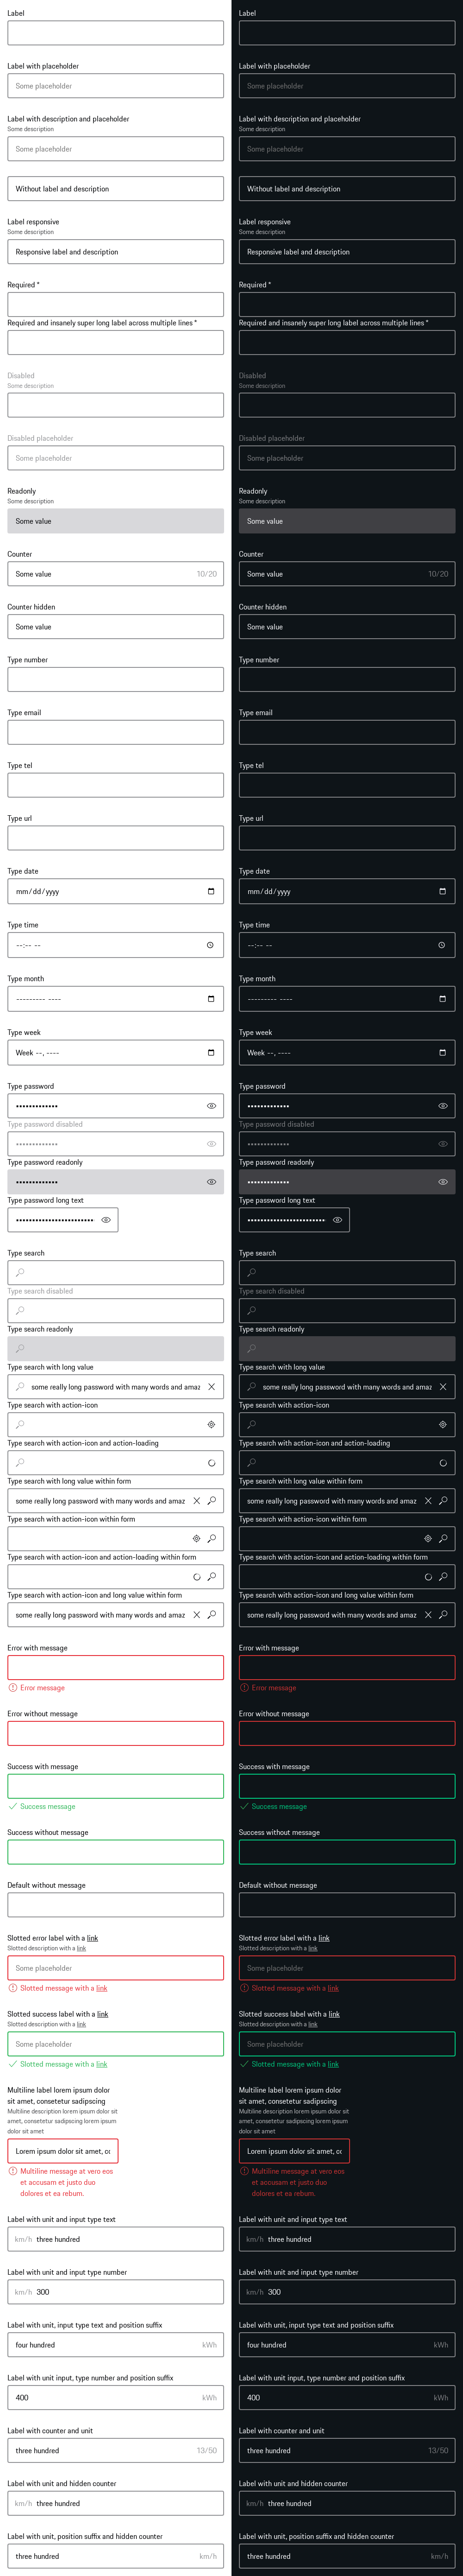 Label
Label with placeholder
Some placeholder
Label with description and placeholder
Some description
Some placeholder
Without label and description
Label responsive
Some description
Responsive label and description
Required *
Required and insanely super long label across multiple lines *
Disabled
Some description
Disabled placeholder
Some placeholder
Readonly
Some description
Some value
Counter
Some value 10/20
Counter hidden
Some value
Type number
Type email
Type tel
Type url
Type date
mm/dd/yyyy
Type time
--:-- --
Type month
--------- ----
Type week
Week --, ----
Type password
•••••••••••••
Type password disabled
•••••••••••••
Type password readonly
•••••••••••••
Type password long text
••••••••••••••••••••••••
Type search
Type search disabled
Type search readonly
Type search with long value
some really long password with many words and amaz
Type search with action-icon
Type search with action-icon and action-loading
Type search with long value within form
some really long password with many words and amaz
Type search with action-icon within form
Type search with action-icon and action-loading within form
Type search with action-icon and long value within form
some really long password with many words and amaz
Error with message
Error message
Error without message
Success with message
Success message
Success without message
Default without message
Slotted error label with a link
Slotted description with a link
Some placeholder
Slotted message with a link
Slotted success label with a link
Slotted description with a link
Some placeholder
Slotted message with a link
Multiline label lorem ipsum dolor
sit amet, consetetur sadipscing
Multiline description lorem ipsum dolor sit
amet, consetetur sadipscing lorem ipsum
dolor sit amet
Lorem ipsum dolor sit amet, co
Multiline message at vero eos
et accusam et justo duo
dolores et ea rebum.
Label with unit and input type text
km/h three hundred
Label with unit and input type number
km/h 300
Label with unit, input type text and position suffix
four hundred kWh
Label with unit input, type number and position suffix
400 kWh
Label with counter and unit
three hundred 13/50
Label with unit and hidden counter
km/h three hundred
Label with unit, position suffix and hidden counter
three hundred km/h
Label
Label with placeholder
Some placeholder
Label with description and placeholder
Some description
Some placeholder
Without label and description
Label responsive
Some description
Responsive label and description
Required *
Required and insanely super long label across multiple lines *
Disabled
Some description
Disabled placeholder
Some placeholder
Readonly
Some description
Some value
Counter
Some value 10/20
Counter hidden
Some value
Type number
Type email
Type tel
Type url
Type date
mm/dd/yyyy
Type time
--:-- --
Type month
--------- ----
Type week
Week --, ----
Type password
•••••••••••••
Type password disabled
•••••••••••••
Type password readonly
•••••••••••••
Type password long text
••••••••••••••••••••••••
Type search
Type search disabled
Type search readonly
Type search with long value
some really long password with many words and amaz
Type search with action-icon
Type search with action-icon and action-loading
Type search with long value within form
some really long password with many words and amaz
Type search with action-icon within form
Type search with action-icon and action-loading within form
Type search with action-icon and long value within form
some really long password with many words and amaz
Error with message
Error message
Error without message
Success with message
Success message
Success without message
Default without message
Slotted error label with a link
Slotted description with a link
Some placeholder
Slotted message with a link
Slotted success label with a link
Slotted description with a link
Some placeholder
Slotted message with a link
Multiline label lorem ipsum dolor
sit amet, consetetur sadipscing
Multiline description lorem ipsum dolor sit
amet, consetetur sadipscing lorem ipsum
dolor sit amet
Lorem ipsum dolor sit amet, co
Multiline message at vero eos
et accusam et justo duo
dolores et ea rebum.
Label with unit and input type text
km/h three hundred
Label with unit and input type number
km/h 300
Label with unit, input type text and position suffix
four hundred kWh
Label with unit input, type number and position suffix
400 kWh
Label with counter and unit
three hundred 13/50
Label with unit and hidden counter
km/h three hundred
Label with unit, position suffix and hidden counter
three hundred km/h